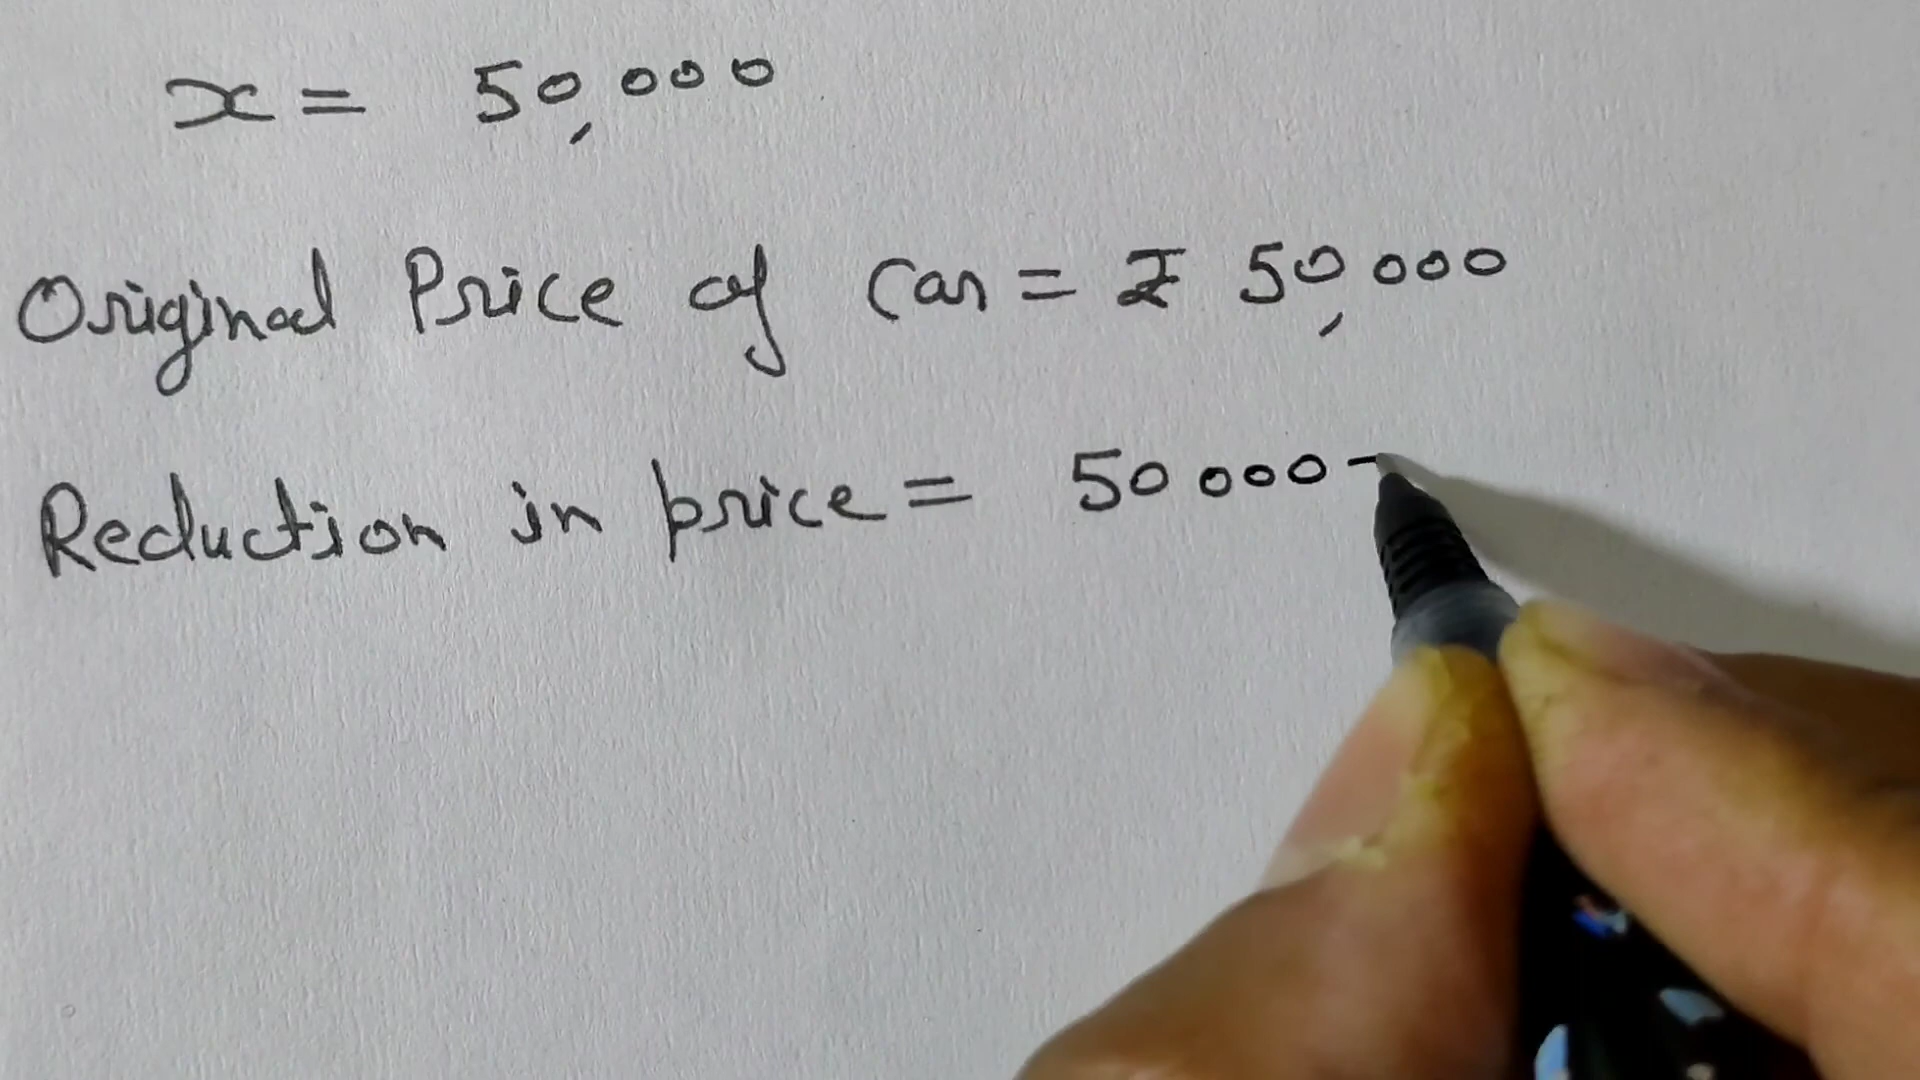 x = 50,000
Original Price of Car = ₹ 50,000
Reduction in price = 50000 -